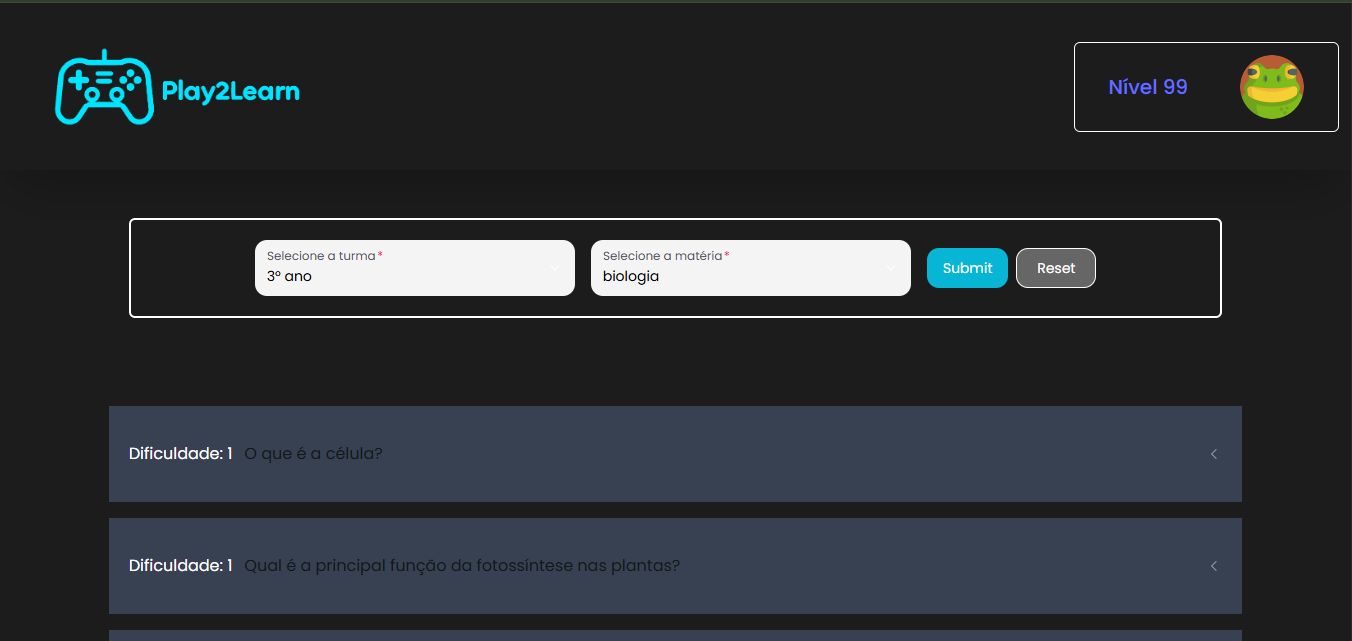 Play2Learn
Nível 99
Selecione a turma*
3º ano
Selecione a matéria*
biologia
Submit
Reset
Dificuldade: 1 O que é a célula?
Dificuldade: 1 Qual é a principal função da fotossíntese nas plantas?